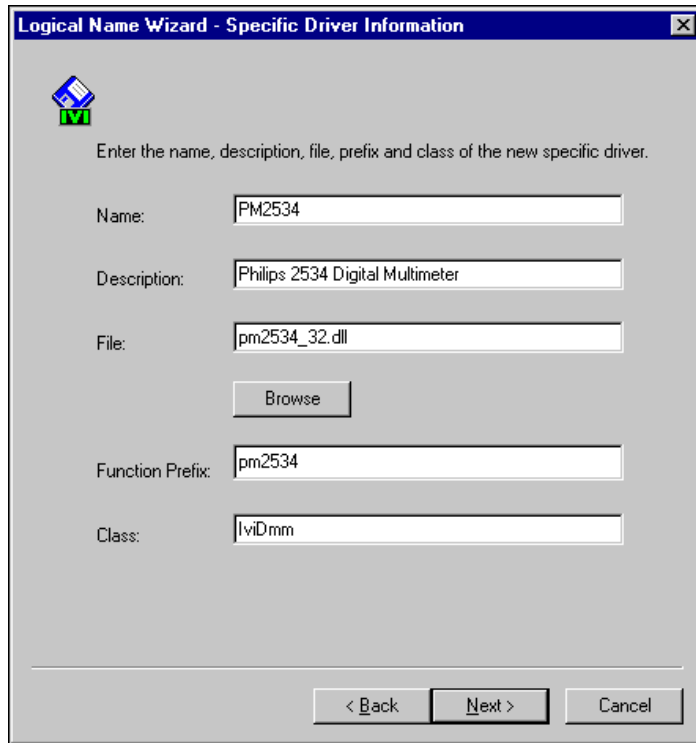 Logical Name Wizard - Specific Driver Information
IVI
Enter the name, description, file, prefix and class of the new specific driver.
Name: PM2534
Description: Philips 2534 Digital Multimeter
File: pm2534_32.dll
Browse
Function Prefix: pm2534
Class: IviDmm
< Back Next > Cancel